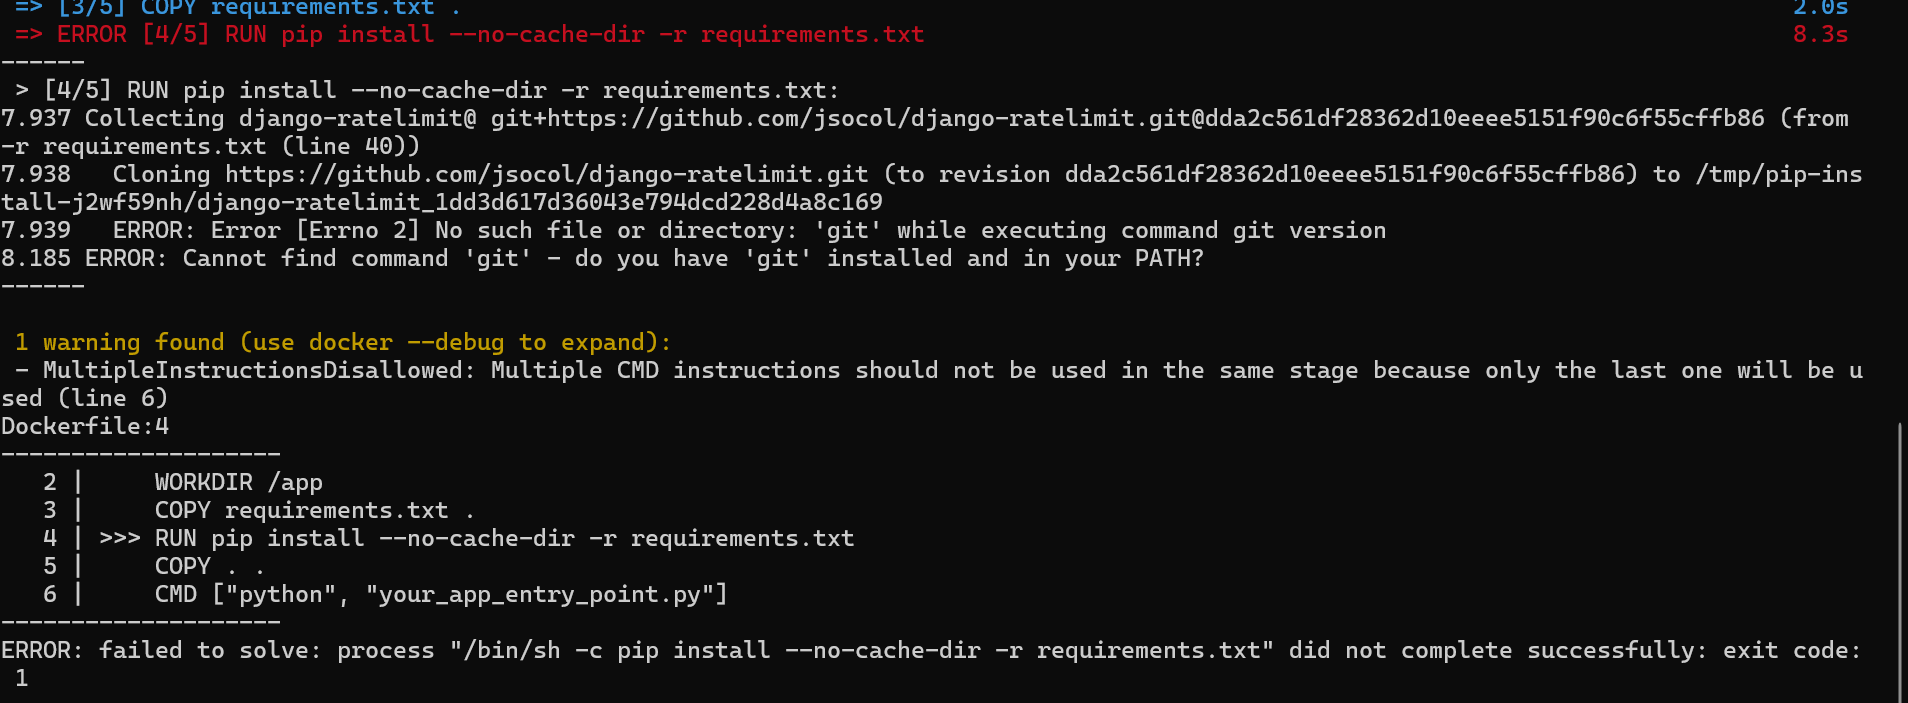 => [3/5] COPY requirements.txt . 2.0s
=> ERROR [4/5] RUN pip install --no-cache-dir -r requirements.txt 8.3s
------
> [4/5] RUN pip install --no-cache-dir -r requirements.txt:
7.937 Collecting django-ratelimit@ git+https://github.com/jsocol/django-ratelimit.git@dda2c561df28362d10eeee5151f90c6f55cffb86 (from
-r requirements.txt (line 40))
7.938   Cloning https://github.com/jsocol/django-ratelimit.git (to revision dda2c561df28362d10eeee5151f90c6f55cffb86) to /tmp/pip-ins
tall-j2wf59nh/django-ratelimit_1dd3d617d36043e794dcd228d4a8c169
7.939   ERROR: Error [Errno 2] No such file or directory: 'git' while executing command git version
8.185 ERROR: Cannot find command 'git' - do you have 'git' installed and in your PATH?
------
1 warning found (use docker --debug to expand):
- MultipleInstructionsDisallowed: Multiple CMD instructions should not be used in the same stage because only the last one will be u
sed (line 6)
Dockerfile:4
--------------------
2 |     WORKDIR /app
3 |     COPY requirements.txt .
4 | >>> RUN pip install --no-cache-dir -r requirements.txt
5 |     COPY . .
6 |     CMD ["python", "your_app_entry_point.py"]
--------------------
ERROR: failed to solve: process "/bin/sh -c pip install --no-cache-dir -r requirements.txt" did not complete successfully: exit code:
1